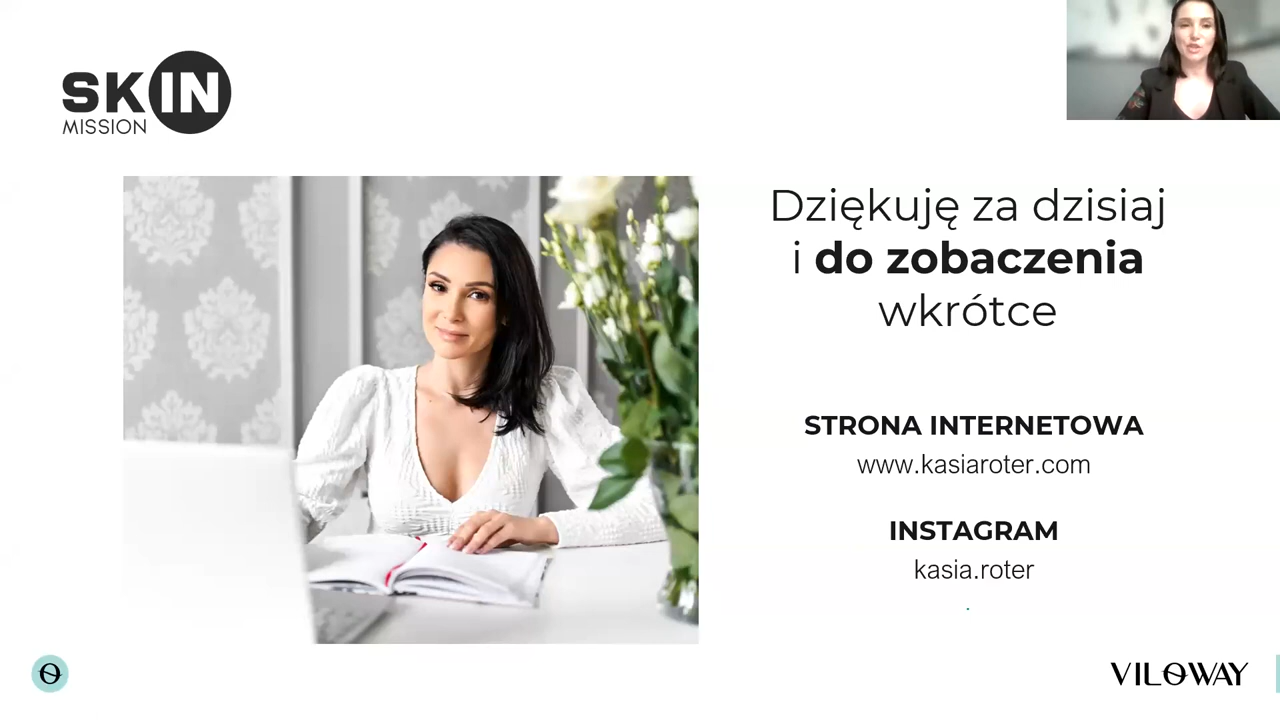 SKIN
MISSION
Dziękuję za dzisiaj
i do zobaczenia
wkrótce
STRONA INTERNETOWA
www.kasiaroter.com
INSTAGRAM
kasia.roter
VILOWAY